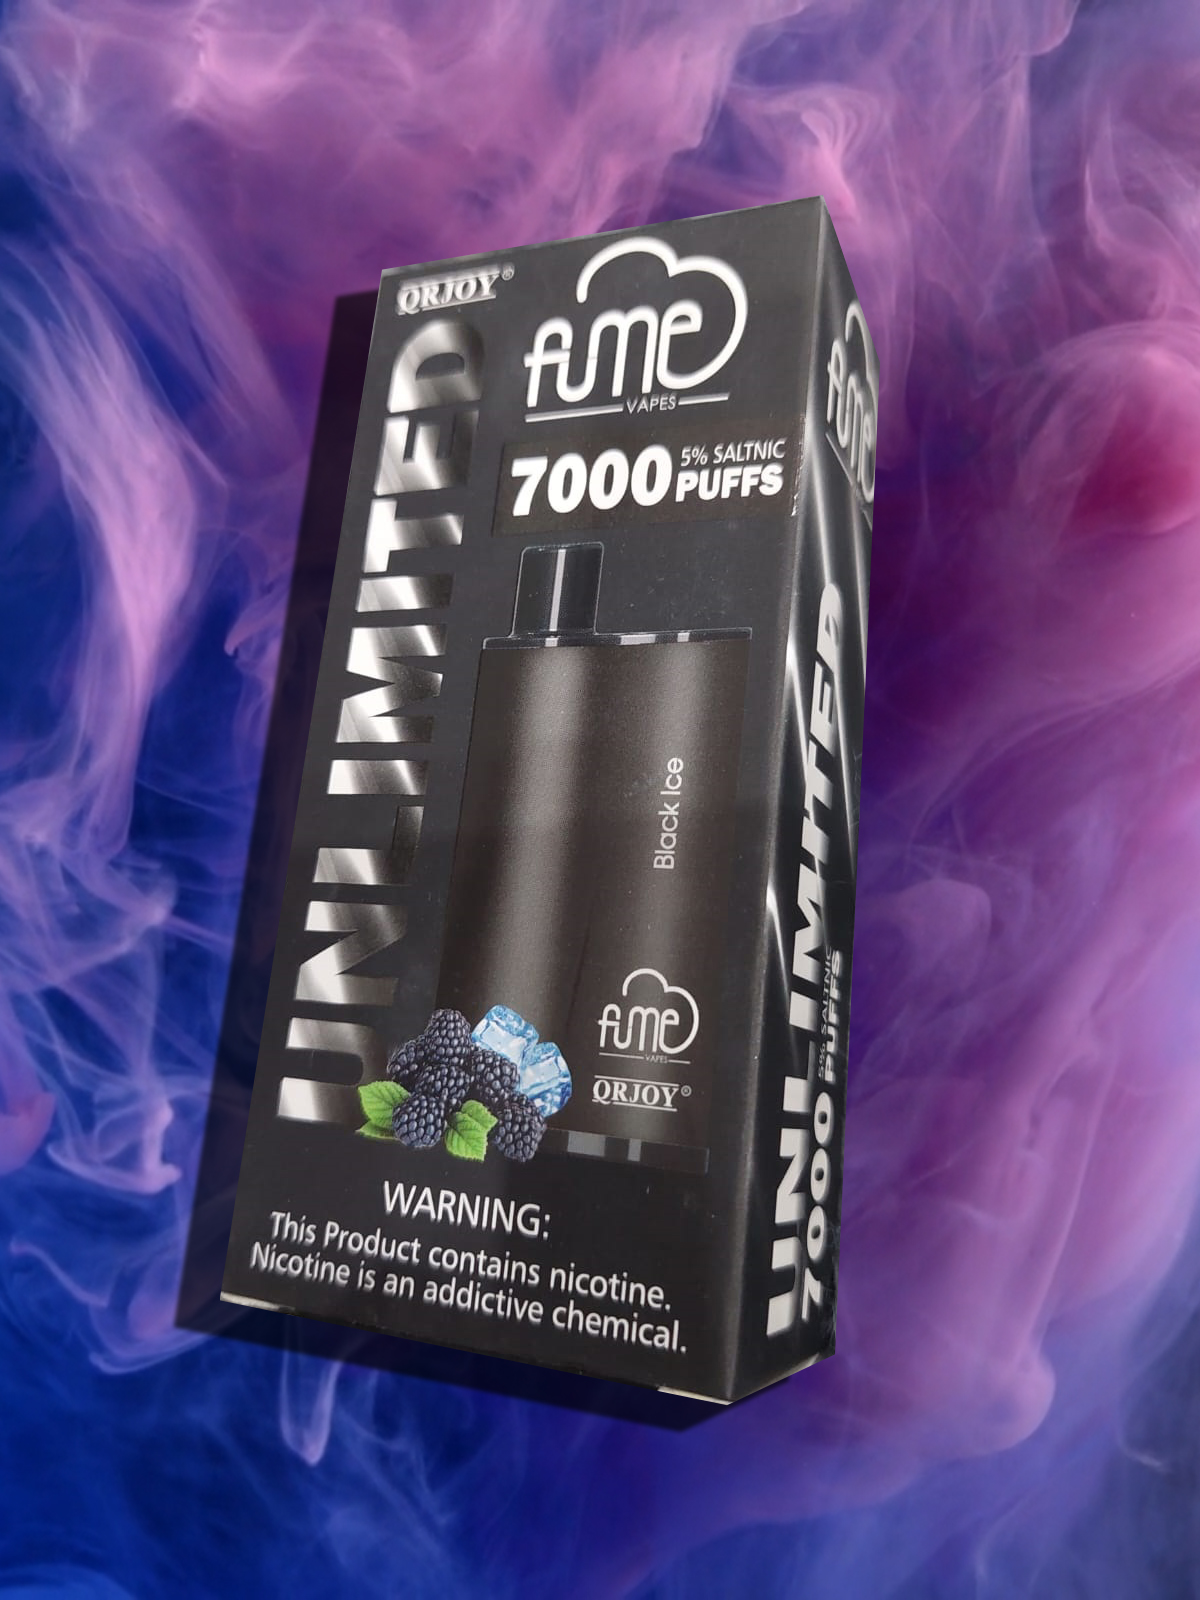 QRJOY®
UNLIMITED
fume
VAPES
7000 5% SALTNIC
PUFFS
Black Ice
fume
VAPES
QRJOY®
WARNING:
This Product contains nicotine.
Nicotine is an addictive chemical.
fume
UNLIMITED
7000 5% SALTNIC
PUFFS